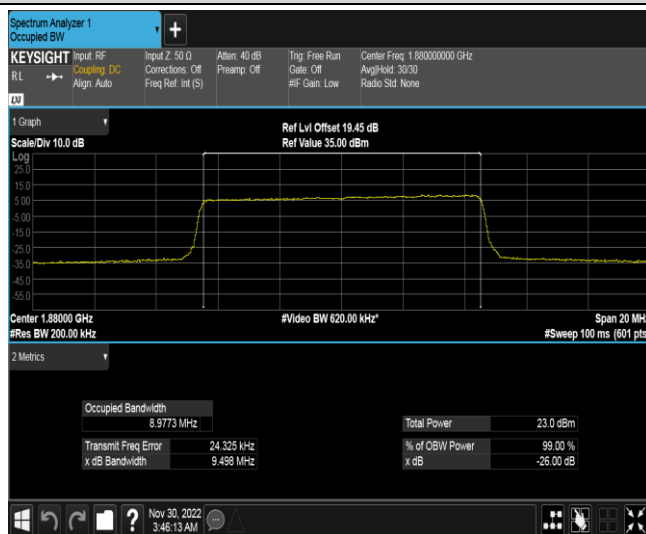 Spectrum Analyzer 1
Occupied BW
+
KEYSIGHT
RL
LXI
Input: RF
Coupling: DC
Align: Auto
Input Z: 50 Ω
Corrections: Off
Freq Ref: Int (S)
Atten: 40 dB
Preamp: Off
Trig: Free Run
Gate: Off
#IF Gain: Low
Center Freq: 1.880000000 GHz
Avg|Hold: 30/30
Radio Std: None
1 Graph
Scale/Div 10.0 dB
Ref Lvl Offset 19.45 dB
Ref Value 35.00 dBm
Log
25.0
15.0
5.00
-5.00
-15.0
-25.0
-35.0
-45.0
-55.0
Center 1.88000 GHz
#Res BW 200.00 kHz
#Video BW 620.00 kHz*
Span 20 MHz
#Sweep 100 ms (601 pts
2 Metrics
Occupied Bandwidth
8.9773 MHz
Transmit Freq Error 24.325 kHz
x dB Bandwidth 9.498 MHz
Total Power 23.0 dBm
% of OBW Power 99.00 %
x dB -26.00 dB
?
Nov 30, 2022
3:46:13 AM